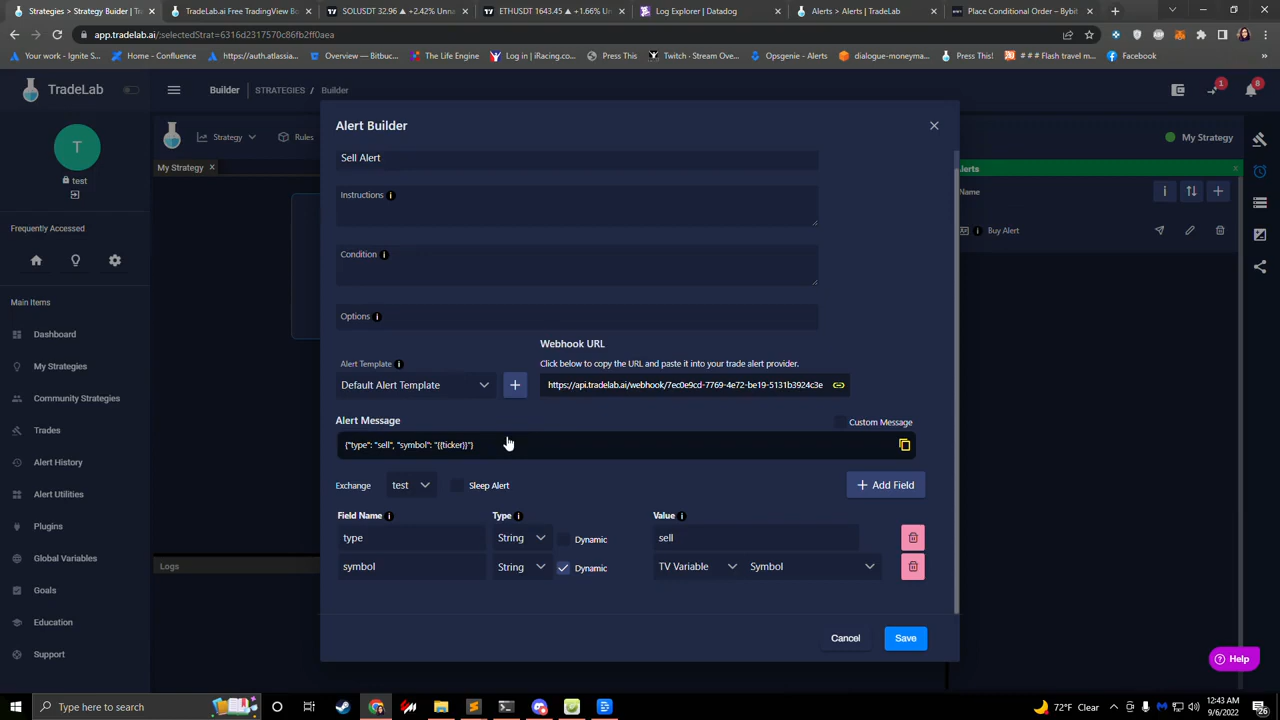 Strategies > Strategy Builder | Tr
TradeLab.ai Free TradingView Bo
SOLUSDT 32.96 ▲ +2.42% Unna
ETHUSDT 1643.45 ▲ +1.66% Unn
Log Explorer | Datadog
Alerts > Alerts | TradeLab
Place Conditional Order – Bybit
app.tradelab.ai/:selectedStrat=6316d2317570c86fb2ff0aea
Your work - Ignite S...
Home - Confluence
https://auth.atlassia...
Overview — Bitbuc...
The Life Engine
Log in | iRacing.co...
Press This
Twitch - Stream Ove...
Opsgenie - Alerts
dialogue-moneyma...
Press This!
# # # Flash travel m...
Facebook
TradeLab
Builder
STRATEGIES / Builder
1
8
T
test
Strategy
Rules
My Strategy
My Strategy ×
Alert Builder
Sell Alert
Instructions
Condition
Options
Webhook URL
Alert Template
Click below to copy the URL and paste it into your trade alert provider.
Default Alert Template
https://api.tradelab.ai/webhook/7ec0e9cd-7769-4e72-be19-5131b3924c3e
Alert Message
Custom Message
{"type": "sell", "symbol": "{{ticker}}"}
Exchange
test
Sleep Alert
+ Add Field
Field Name
Type
Value
type
String
Dynamic
sell
symbol
String
Dynamic
TV Variable
Symbol
Cancel
Save
lerts
Name
Buy Alert
Frequently Accessed
Main Items
Dashboard
My Strategies
Community Strategies
Trades
Alert History
Alert Utilities
Plugins
Global Variables
Goals
Education
Support
Logs
Help
Type here to search
72°F Clear
12:43 AM
9/6/2022
26